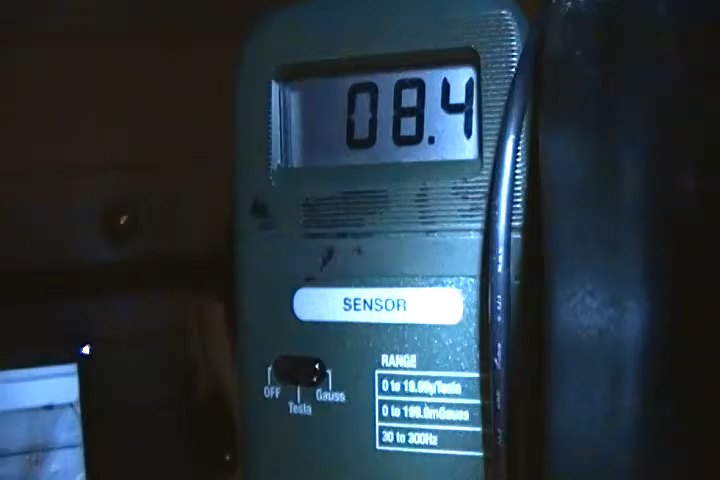 08.4
SENSOR
RANGE
0 to 19.99µTesla
0 to 199.9mGauss
30 to 300Hz
OFF
Tesla
Gauss